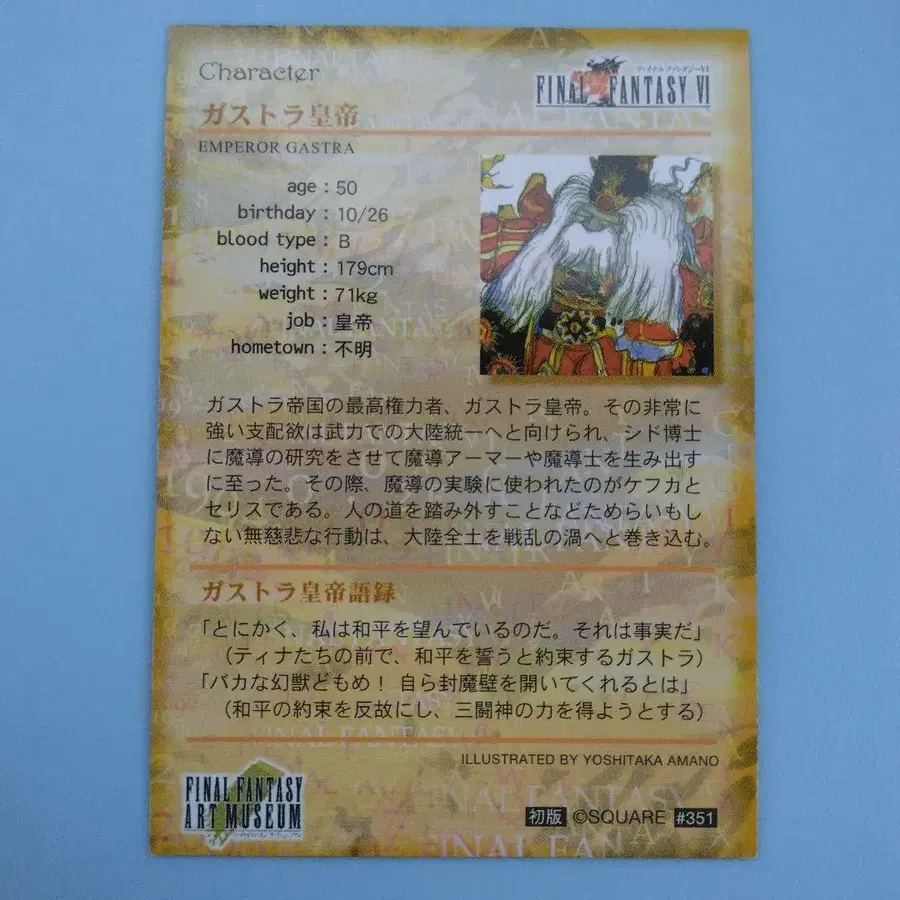 Character
ファイナルファンタジーVI
FINAL FANTASY VI
ガストラ皇帝
EMPEROR GASTRA
age : 50
birthday : 10/26
blood type : B
height : 179cm
weight : 71kg
job : 皇帝
hometown : 不明
ガストラ帝国の最高権力者、ガストラ皇帝。その非常に
強い支配欲は武力での大陸統一へと向けられ、シド博士
に魔導の研究をさせて魔導アーマーや魔導士を生み出す
に至った。その際、魔導の実験に使われたのがケフカと
セリスである。人の道を踏み外すことなどためらいもし
ない無慈悲な行動は、大陸全土を戦乱の渦へと巻き込む。
ガストラ皇帝語録
「とにかく、私は和平を望んでいるのだ。それは事実だ」
（ティナたちの前で、和平を誓うと約束するガストラ）
「バカな幻獣どもめ！ 自ら封魔壁を開いてくれるとは」
（和平の約束を反故にし、三闘神の力を得ようとする）
ILLUSTRATED BY YOSHITAKA AMANO
FINAL FANTASY
ART MUSEUM
初版 ©SQUARE #351